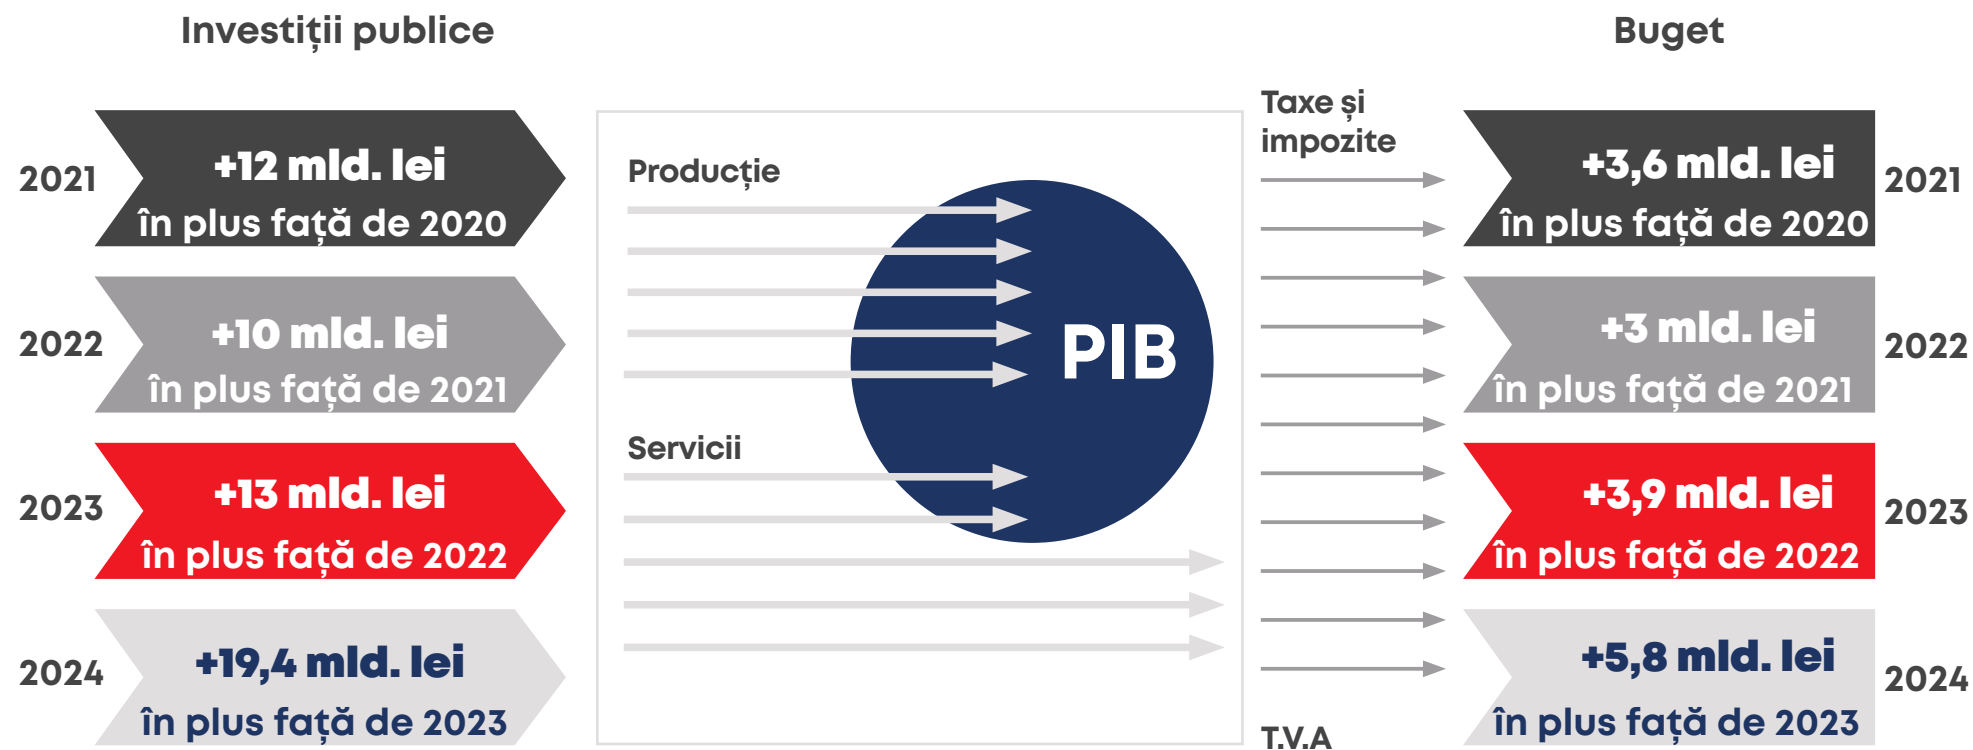 Investiții publice
Buget
2021
+12 mld. lei
în plus față de 2020
2022
+10 mld. lei
în plus față de 2021
2023
+13 mld. lei
în plus față de 2022
2024
+19,4 mld. lei
în plus față de 2023
Producție
PIB
Servicii
Taxe și
impozite
T.V.A
+3,6 mld. lei
în plus față de 2020
2021
+3 mld. lei
în plus față de 2021
2022
+3,9 mld. lei
în plus față de 2022
2023
+5,8 mld. lei
în plus față de 2023
2024